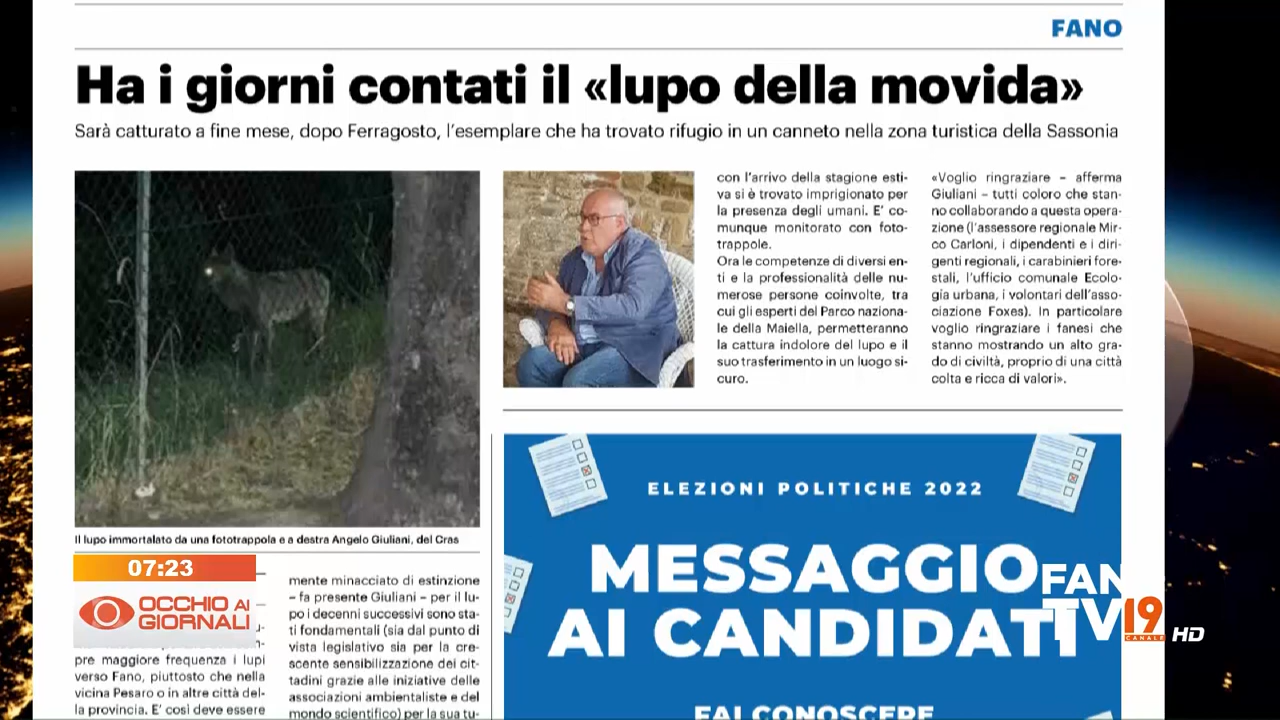 FANO
Ha i giorni contati il «lupo della movida»
Sarà catturato a fine mese, dopo Ferragosto, l'esemplare che ha trovato rifugio in un canneto nella zona turistica della Sassonia
con l'arrivo della stagione esti-
va si è trovato imprigionato per
la presenza degli umani. E' co-
munque monitorato con foto-
trappole.
Ora le competenze di diversi en-
ti e la professionalità delle nu-
merose persone coinvolte, tra
cui gli esperti del Parco naziona-
le della Maiella, permetteranno
la cattura indolore del lupo e il
suo trasferimento in un luogo si-
curo.
«Voglio ringraziare – afferma
Giuliani – tutti coloro che stan-
no collaborando a questa opera-
zione (l'assessore regionale Mir-
co Carloni, i dipendenti e i diri-
genti regionali, i carabinieri fore-
stali, l'ufficio comunale Ecolo-
gia urbana, i volontari dell'asso-
ciazione Foxes). In particolare
voglio ringraziare i fanesi che
stanno mostrando un alto gra-
do di civiltà, proprio di una città
colta e ricca di valori».
Il lupo immortalato da una fototrappola e a destra Angelo Giuliani, del Cras
07:23
OCCHIO AI
GIORNALI
pre maggiore frequenza i lupi
verso Fano, piuttosto che nella
vicina Pesaro o in altre città del-
la provincia. E' così deve essere
mente minacciato di estinzione
– fa presente Giuliani – per il lu-
po i decenni successivi sono sta-
ti fondamentali (sia dal punto di
vista legislativo sia per la cre-
scente sensibilizzazione dei cit-
tadini grazie alle iniziative delle
associazioni ambientaliste e del
mondo scientifico) per la sua tu-
ELEZIONI POLITICHE 2022
MESSAGGIO
AI CANDIDATI
FAI CONOSCERE
FAN
TV 19
CANALE
HD